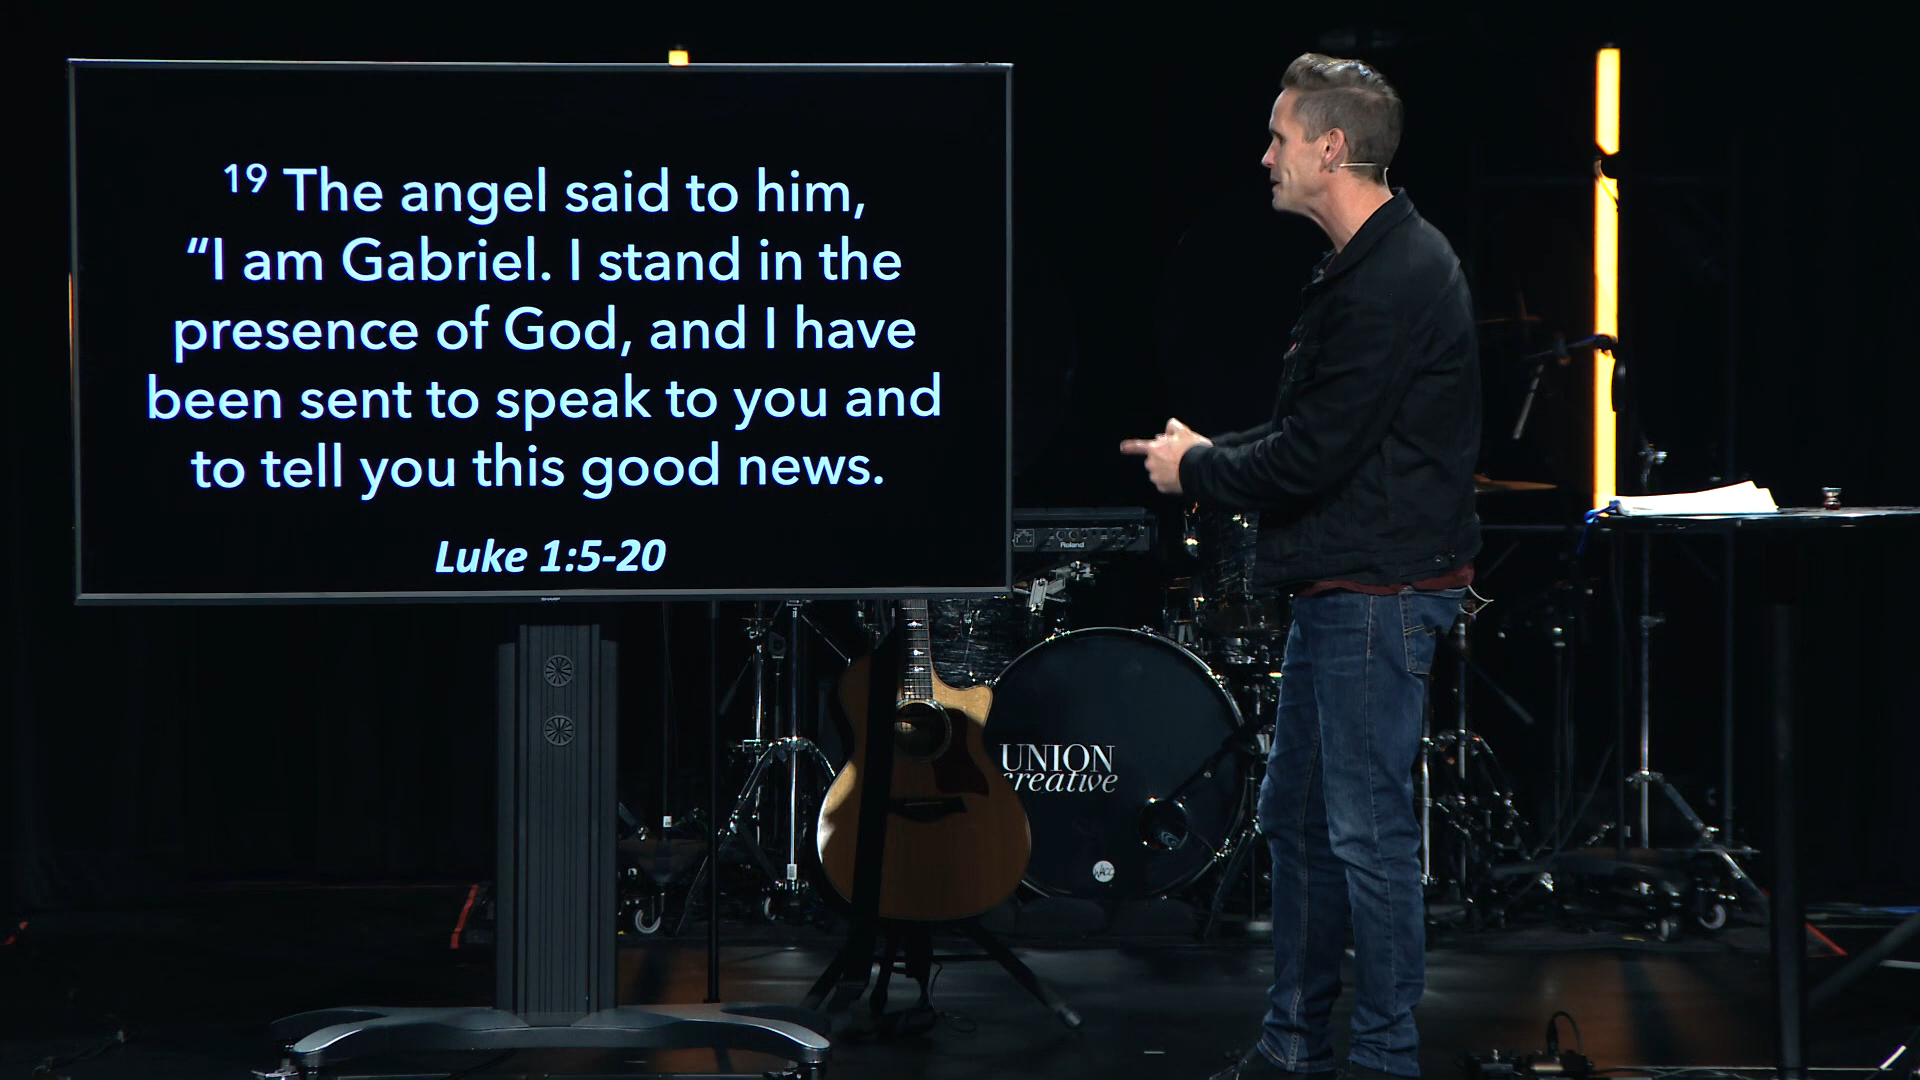 19 The angel said to him,
“I am Gabriel. I stand in the
presence of God, and I have
been sent to speak to you and
to tell you this good news.
Luke 1:5-20
SHARP
Roland
UNION
creative